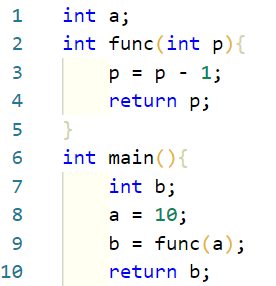 1 int a;
2 int func(int p){
3     p = p - 1;
4     return p;
5 }
6 int main(){
7     int b;
8     a = 10;
9     b = func(a);
10     return b;